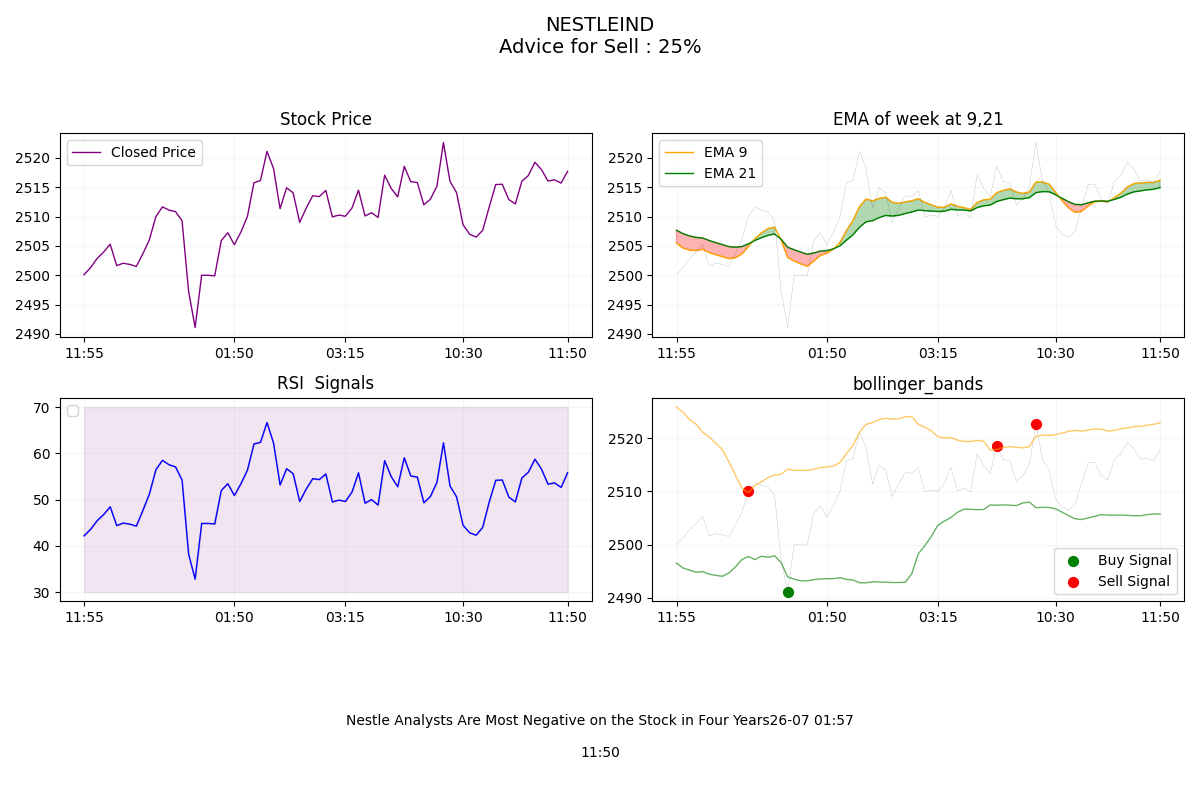 NESTLEIND
Advice for Sell : 25%
Stock Price
Closed Price
2520
2515
2510
2505
2500
2495
2490
11:55 01:50 03:15 10:30 11:50
EMA of week at 9,21
EMA 9
EMA 21
2520
2515
2510
2505
2500
2495
2490
11:55 01:50 03:15 10:30 11:50
RSI  Signals
70
60
50
40
30
11:55 01:50 03:15 10:30 11:50
bollinger_bands
2520
2510
2500
2490
Buy Signal
Sell Signal
11:55 01:50 03:15 10:30 11:50
Nestle Analysts Are Most Negative on the Stock in Four Years26-07 01:57
11:50